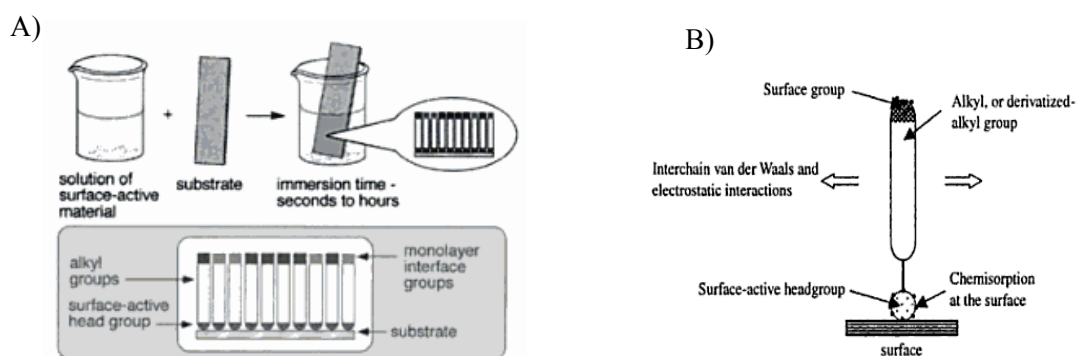 A)
+
solution of
surface-active
material
substrate
immersion time -
seconds to hours
alkyl
groups
surface-active
head group
monolayer
interface
groups
substrate
B)
Surface group
Alkyl, or derivatized-
alkyl group
Interchain van der Waals and
electrostatic interactions
Surface-active headgroup
Chemisorption
at the surface
surface